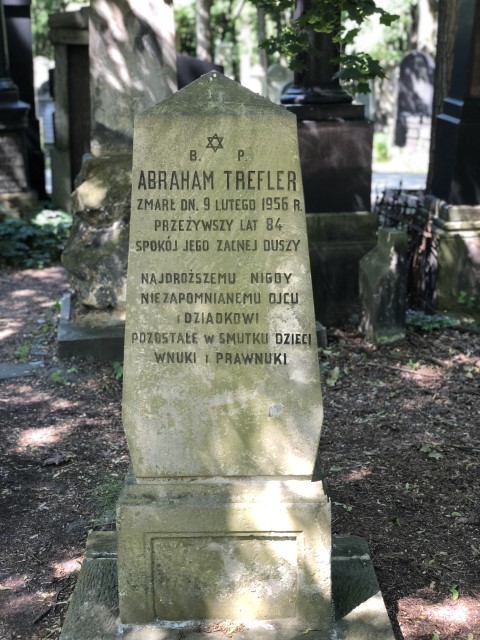 B. P.
ABRAHAM TREFLER
ZMARŁ DN. 9 LUTEGO 1956 R.
PRZEŻYWSZY LAT 84
SPOKÓJ JEGO ZACNEJ DUSZY
NAJDROŻSZEMU NIGDY
NIEZAPOMNIANEMU OJCU
I DZIADKOWI
POZOSTAŁE W SMUTKU DZIECI
WNUKI I PRAWNUKI